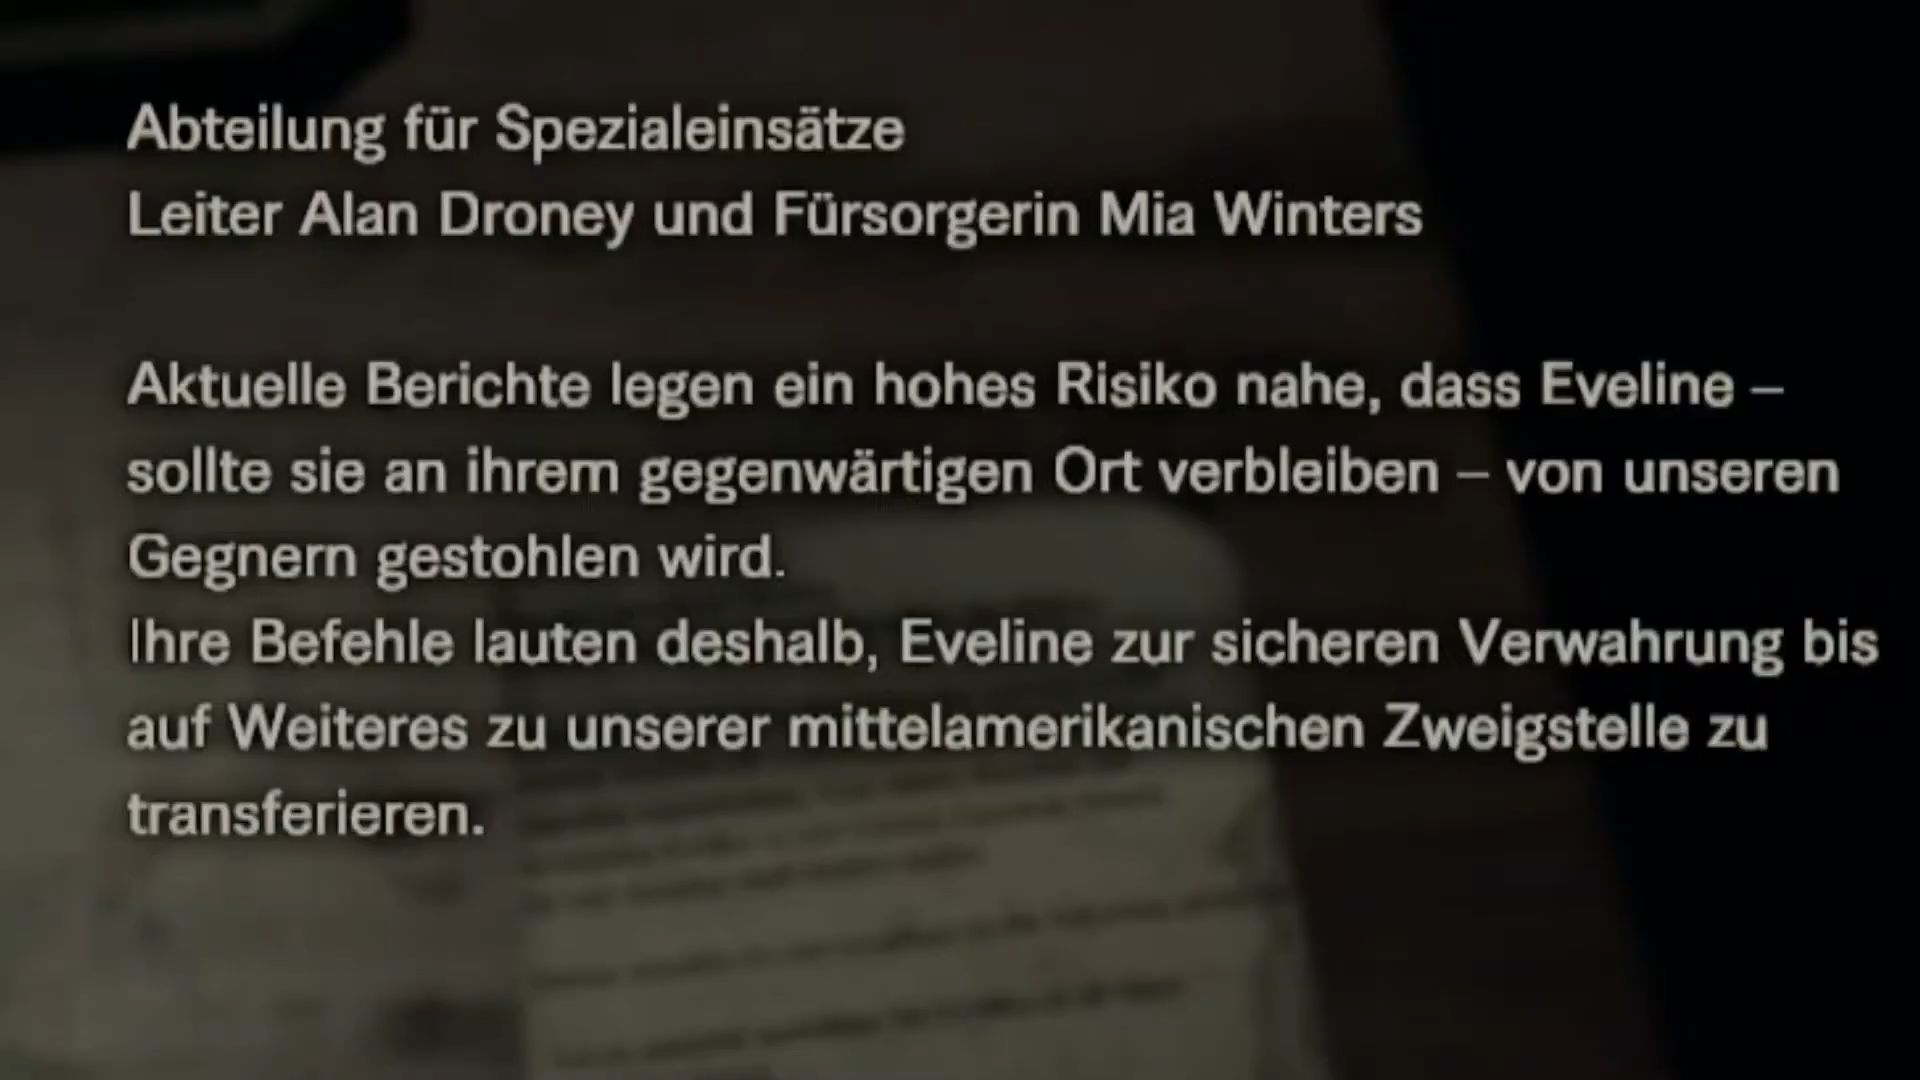 Abteilung für Spezialeinsätze
Leiter Alan Droney und Fürsorgerin Mia Winters
Aktuelle Berichte legen ein hohes Risiko nahe, dass Eveline –
sollte sie an ihrem gegenwärtigen Ort verbleiben – von unseren
Gegnern gestohlen wird.
Ihre Befehle lauten deshalb, Eveline zur sicheren Verwahrung bis
auf Weiteres zu unserer mittelamerikanischen Zweigstelle zu
transferieren.